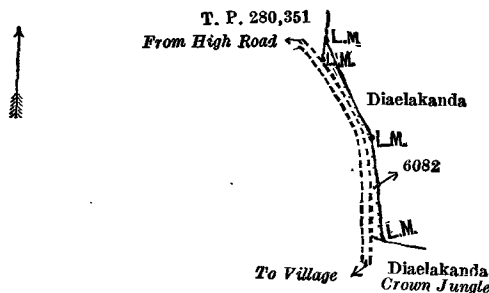 T. P. 280,351
From High Road
L.M.
L.M.
Diaelakanda
L.M.
6082
L.M.
To Village
Diaelakanda
Crown Jungle